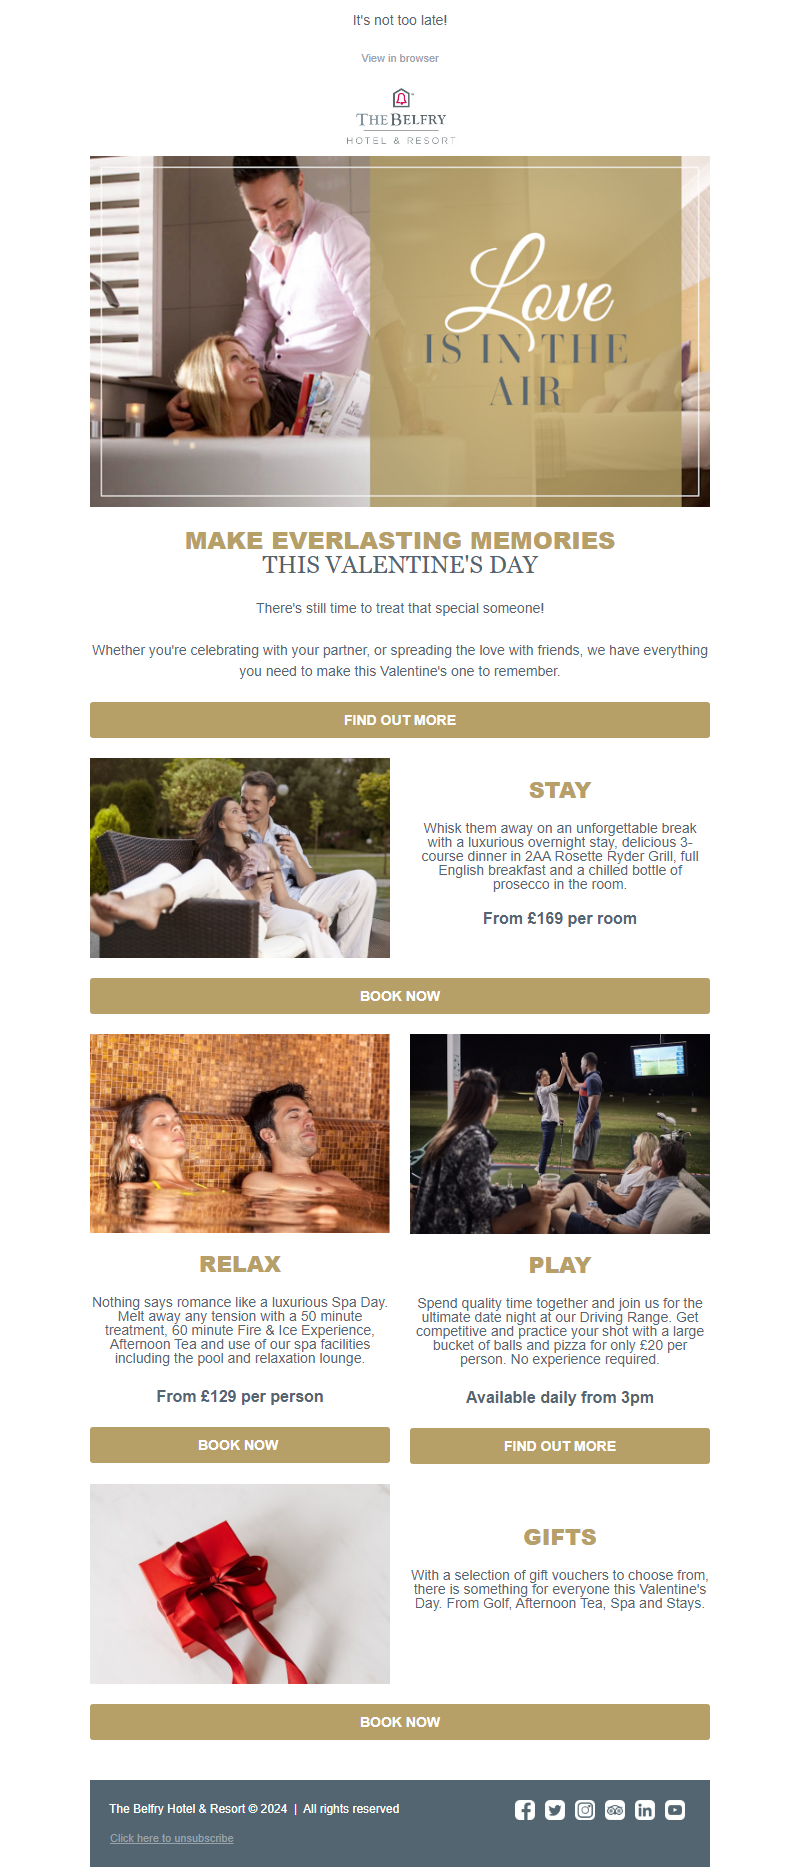 It's not too late!
View in browser
THE BELFRY
HOTEL & RESORT
Love
IS IN THE
AIR
MAKE EVERLASTING MEMORIES
THIS VALENTINE'S DAY
There's still time to treat that special someone!
Whether you're celebrating with your partner, or spreading the love with friends, we have everything
you need to make this Valentine's one to remember.
FIND OUT MORE
STAY
Whisk them away on an unforgettable break
with a luxurious overnight stay, delicious 3-
course dinner in 2AA Rosette Ryder Grill, full
English breakfast and a chilled bottle of
prosecco in the room.
From £169 per room
BOOK NOW
RELAX
Nothing says romance like a luxurious Spa Day.
Melt away any tension with a 50 minute
treatment, 60 minute Fire & Ice Experience,
Afternoon Tea and use of our spa facilities
including the pool and relaxation lounge.
From £129 per person
BOOK NOW
PLAY
Spend quality time together and join us for the
ultimate date night at our Driving Range. Get
competitive and practice your shot with a large
bucket of balls and pizza for only £20 per
person. No experience required.
Available daily from 3pm
FIND OUT MORE
GIFTS
With a selection of gift vouchers to choose from,
there is something for everyone this Valentine's
Day. From Golf, Afternoon Tea, Spa and Stays.
BOOK NOW
The Belfry Hotel & Resort © 2024 | All rights reserved
Click here to unsubscribe